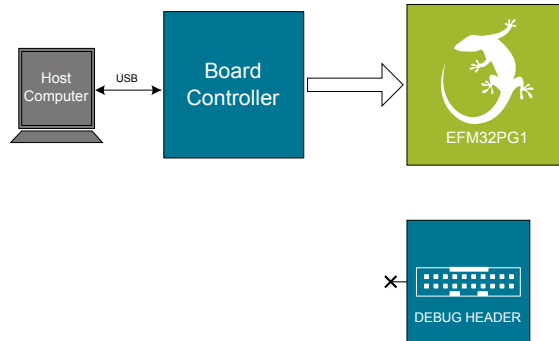 Host
Computer
USB
Board
Controller
EFM32PG1
DEBUG HEADER